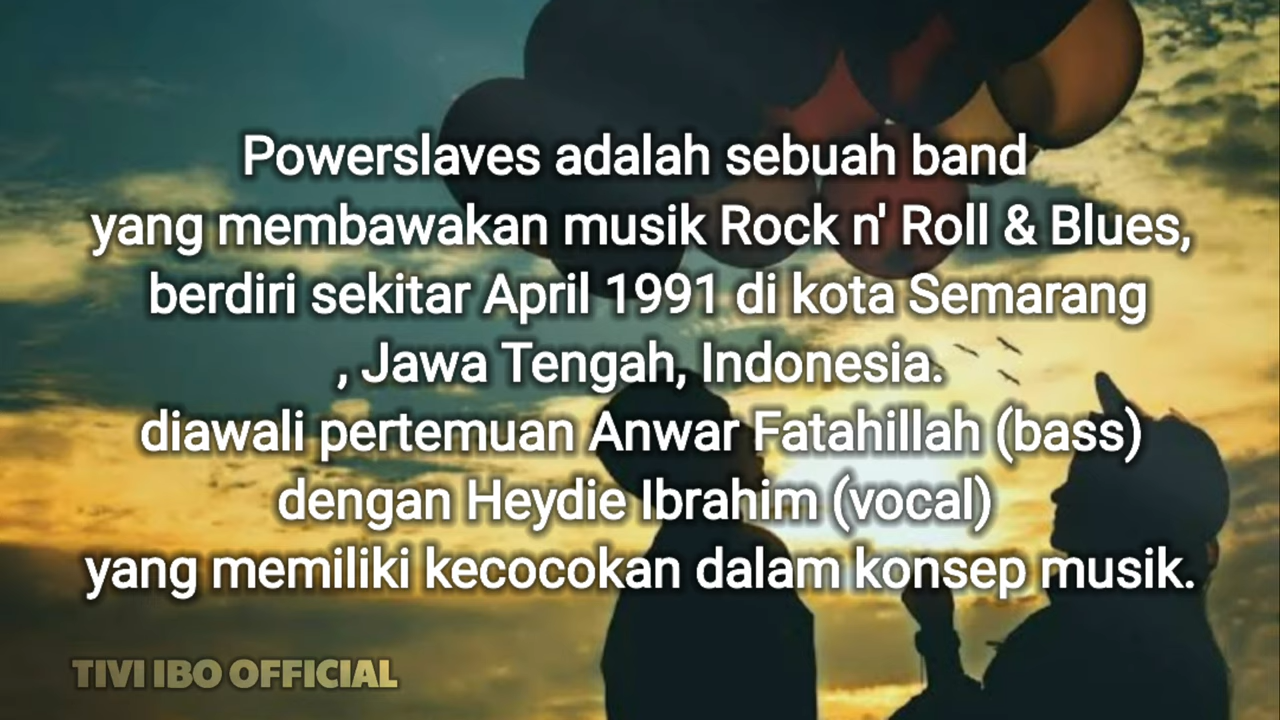 Powerslaves adalah sebuah band
yang membawakan musik Rock n' Roll & Blues,
berdiri sekitar April 1991 di kota Semarang
, Jawa Tengah, Indonesia.
diawali pertemuan Anwar Fatahillah (bass)
dengan Heydie Ibrahim (vocal)
yang memiliki kecocokan dalam konsep musik.
TIVI IBO OFFICIAL